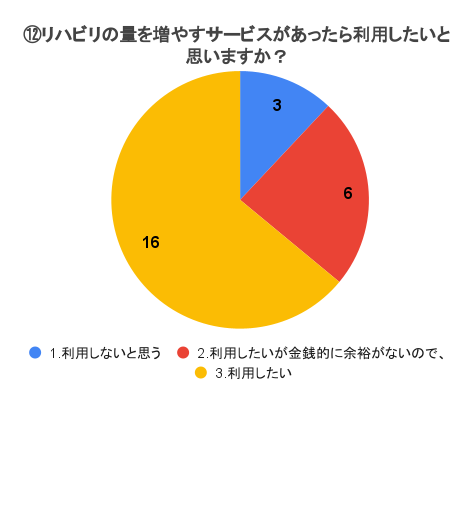 ⑫リハビリの量を増やすサービスがあったら利用したいと
思いますか？
3
6
16
1.利用しないと思う
2.利用したいが金銭的に余裕がないので、
3.利用したい